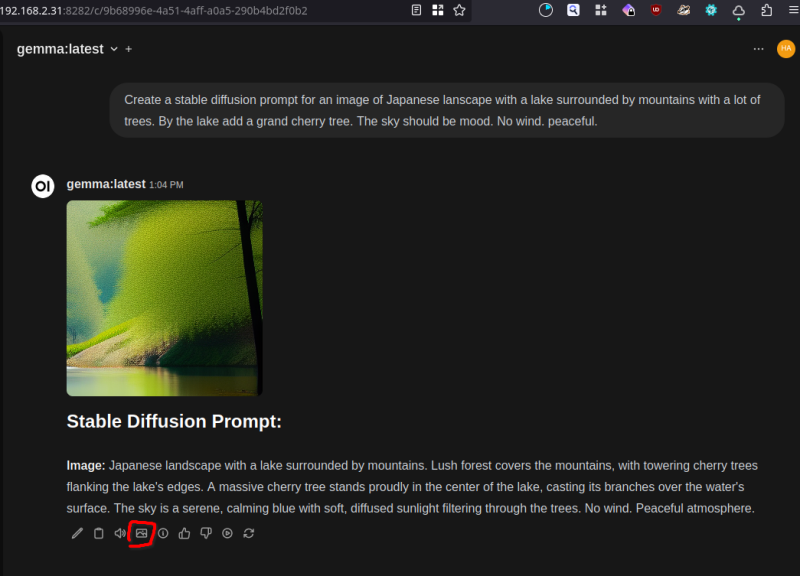 192.168.2.31:8282/c/9b68996e-4a51-4aff-a0a5-290b4bd2f0b2
gemma:latest
HA
Create a stable diffusion prompt for an image of Japanese lanscape with a lake surrounded by mountains with a lot of
trees. By the lake add a grand cherry tree. The sky should be mood. No wind. peaceful.
OI
gemma:latest 1:04 PM
Stable Diffusion Prompt:
Image: Japanese landscape with a lake surrounded by mountains. Lush forest covers the mountains, with towering cherry trees
flanking the lake's edges. A massive cherry tree stands proudly in the center of the lake, casting its branches over the water's
surface. The sky is a serene, calming blue with soft, diffused sunlight filtering through the trees. No wind. Peaceful atmosphere.